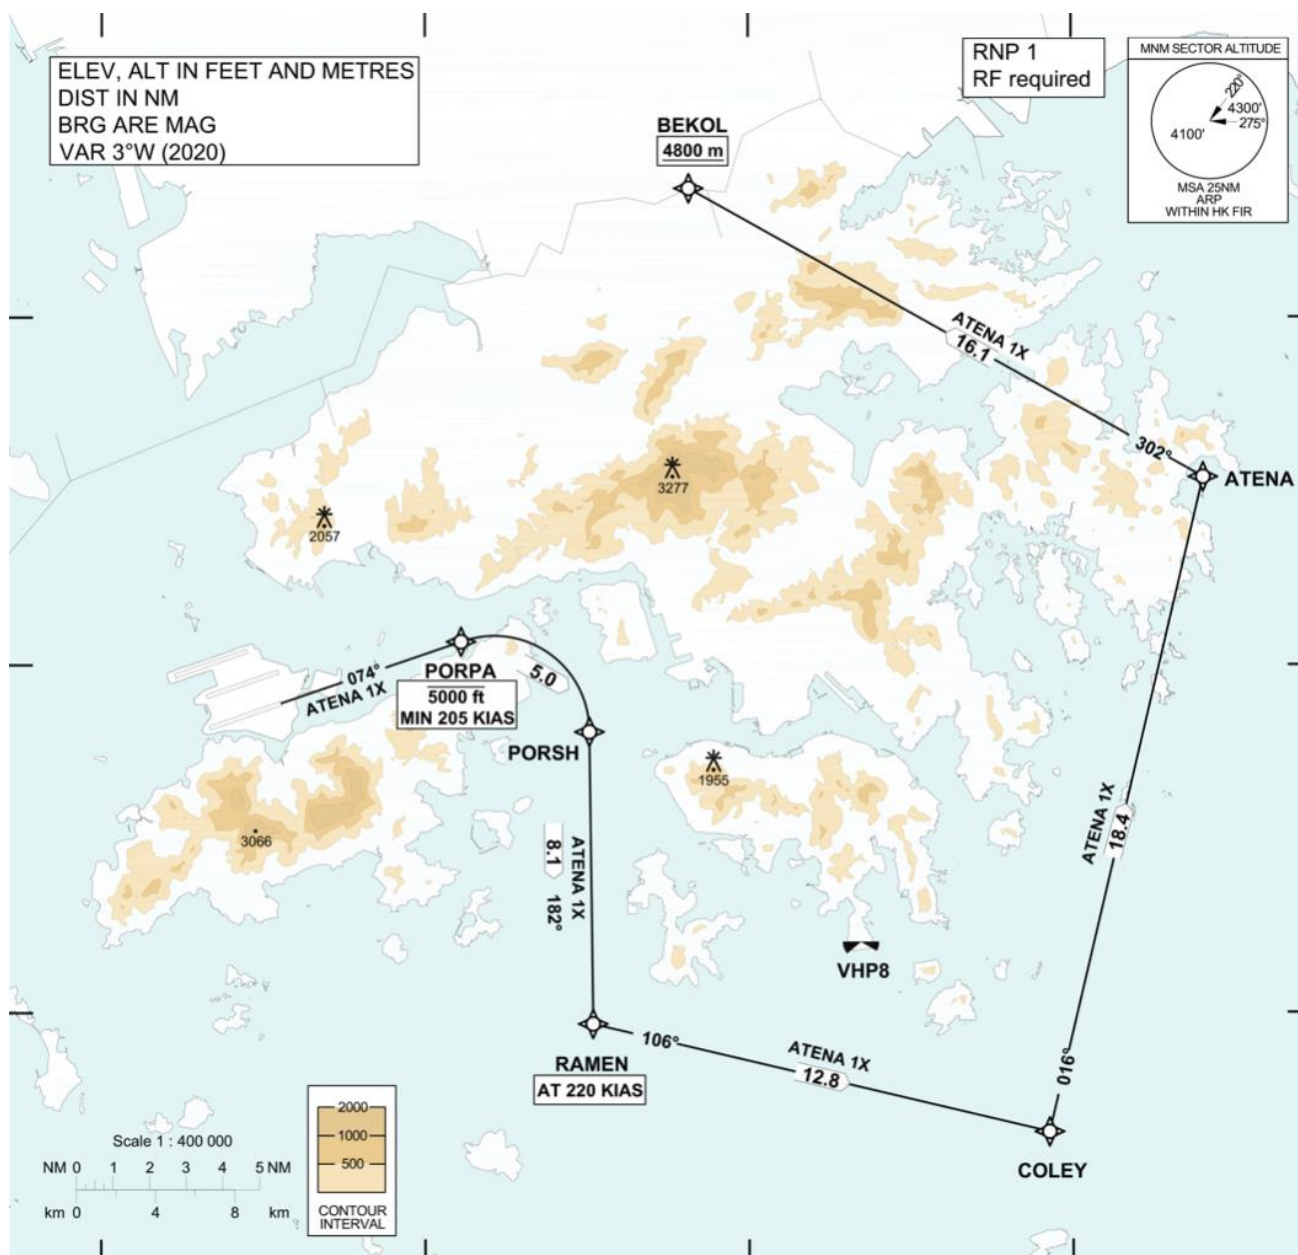 ELEV, ALT IN FEET AND METRES
DIST IN NM
BRG ARE MAG
VAR 3°W (2020)
RNP 1
RF required
MNM SECTOR ALTITUDE
220°
4300'
275°
4100'
MSA 25NM
ARP
WITHIN HK FIR
BEKOL
4800 m
ATENA 1X
16.1
302°
ATENA
3277
2057
074°
ATENA 1X
PORPA
5000 ft
MIN 205 KIAS
5.0
PORSH
1955
3066
8.1
182°
ATENA 1X
ATENA 1X
18.4
VHP8
RAMEN
AT 220 KIAS
106°
ATENA 1X
12.8
016°
COLEY
Scale 1 : 400 000
NM 0 1 2 3 4 5 NM
km 0 4 8 km
2000
1000
500
CONTOUR
INTERVAL